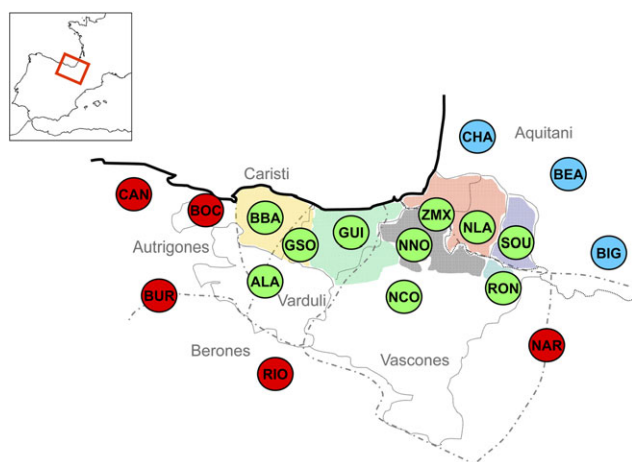 CHA
Aquitani
BEA
Caristi
CAN
BOC
BBA
ZMX
NLA
GUI
GSO
NNO
SOU
Autrigones
BIG
ALA
Varduli
BUR
NCO
RON
Berones
Vascones
NAR
RIO